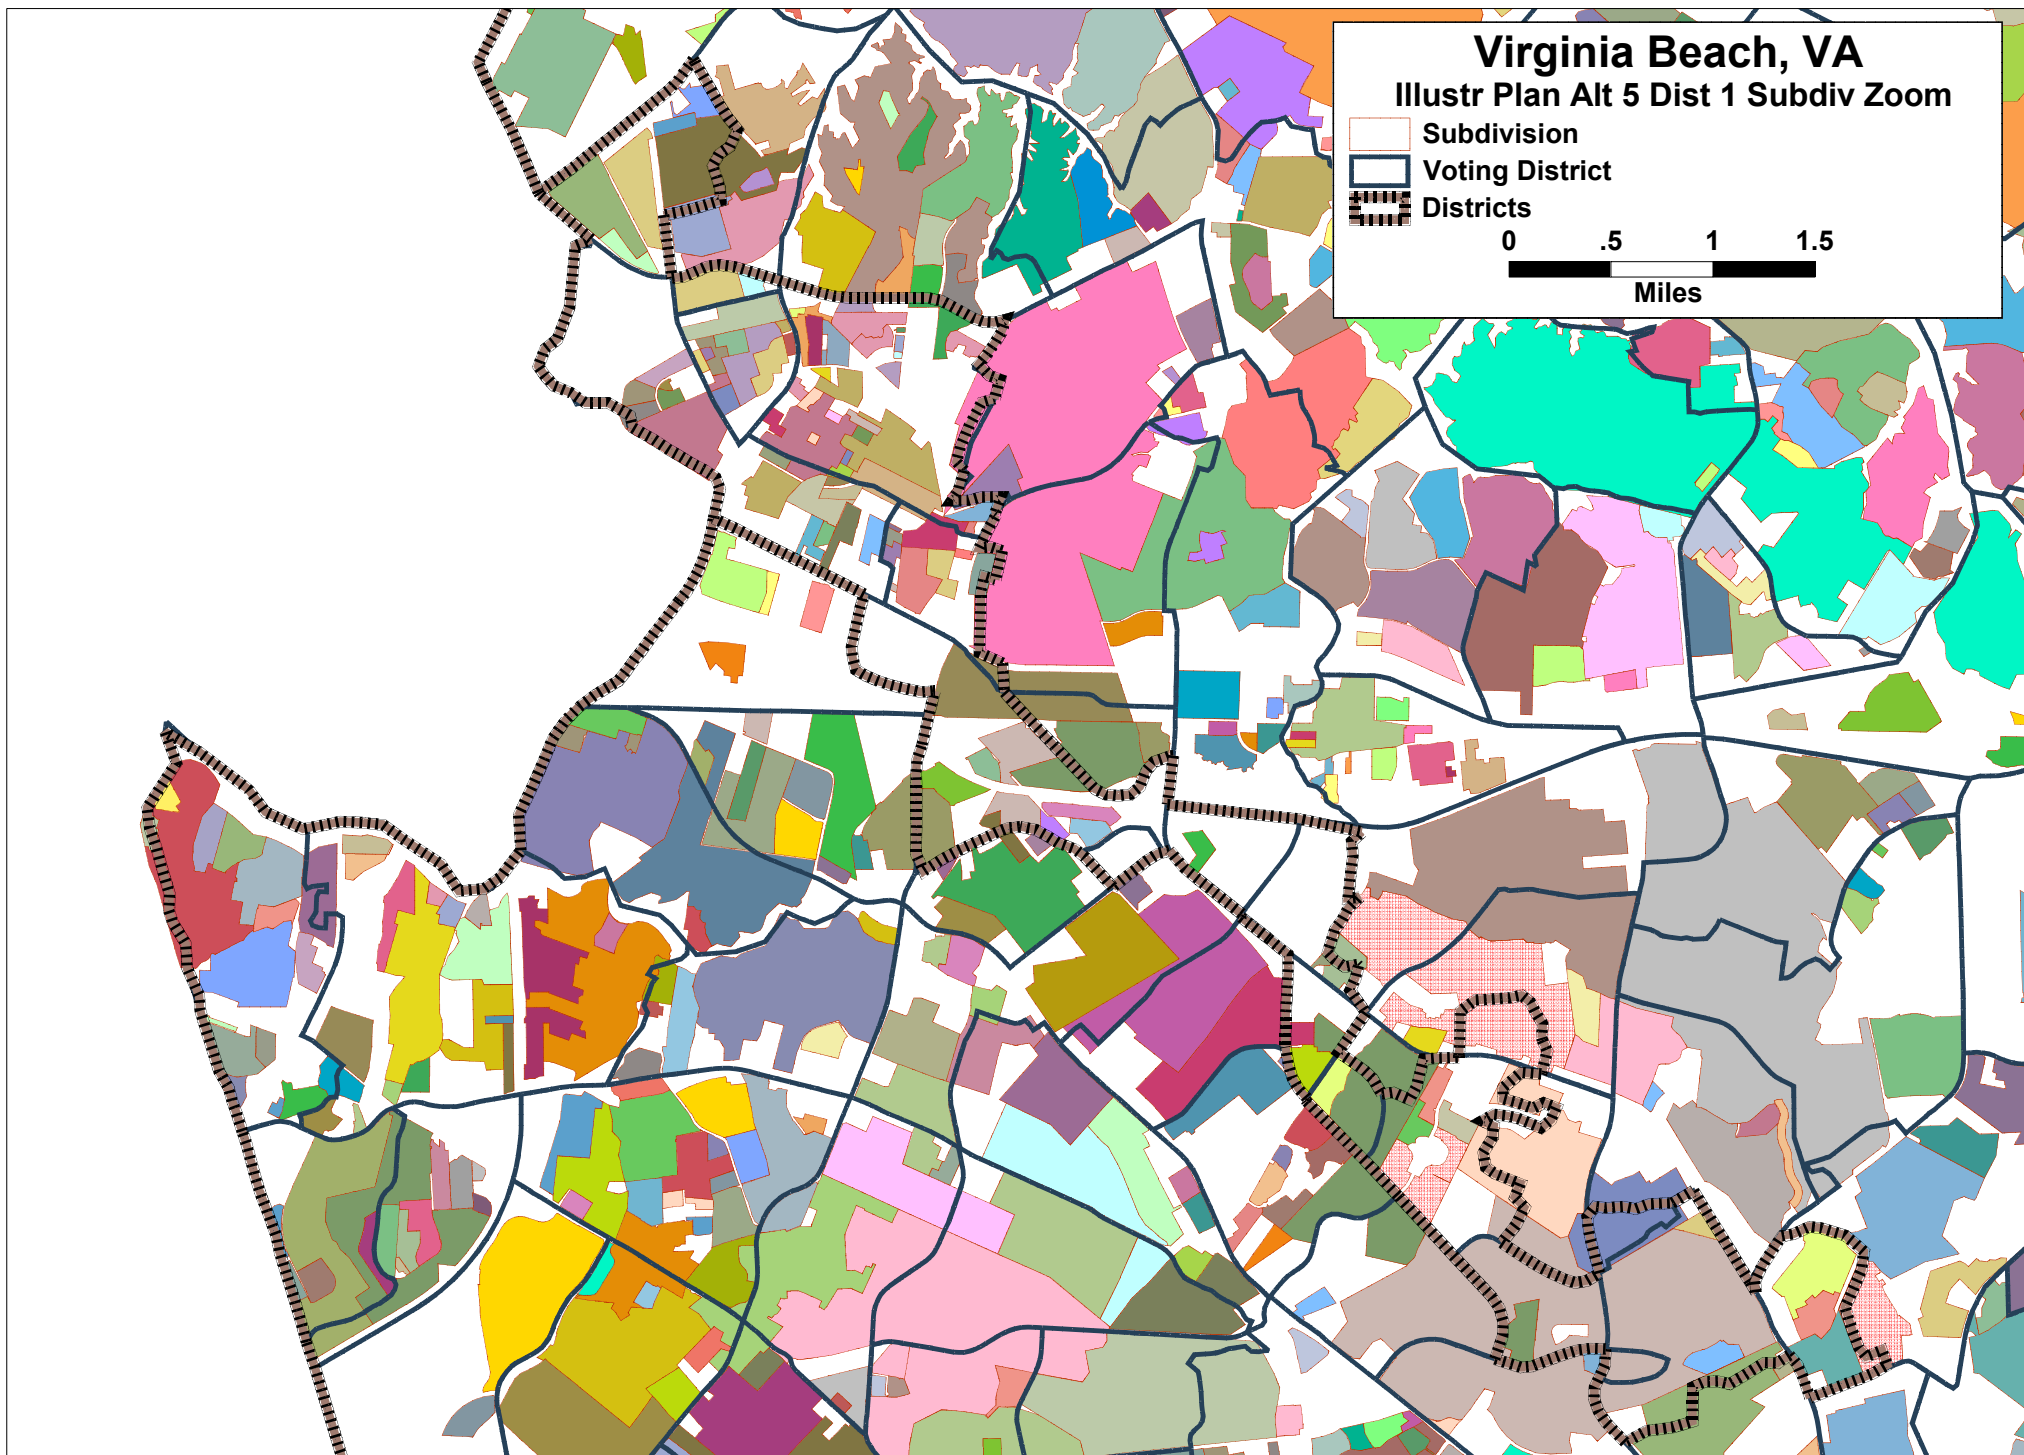 Virginia Beach, VA
Illustr Plan Alt 5 Dist 1 Subdiv Zoom
Subdivision
Voting District
Districts
0 .5 1 1.5
Miles